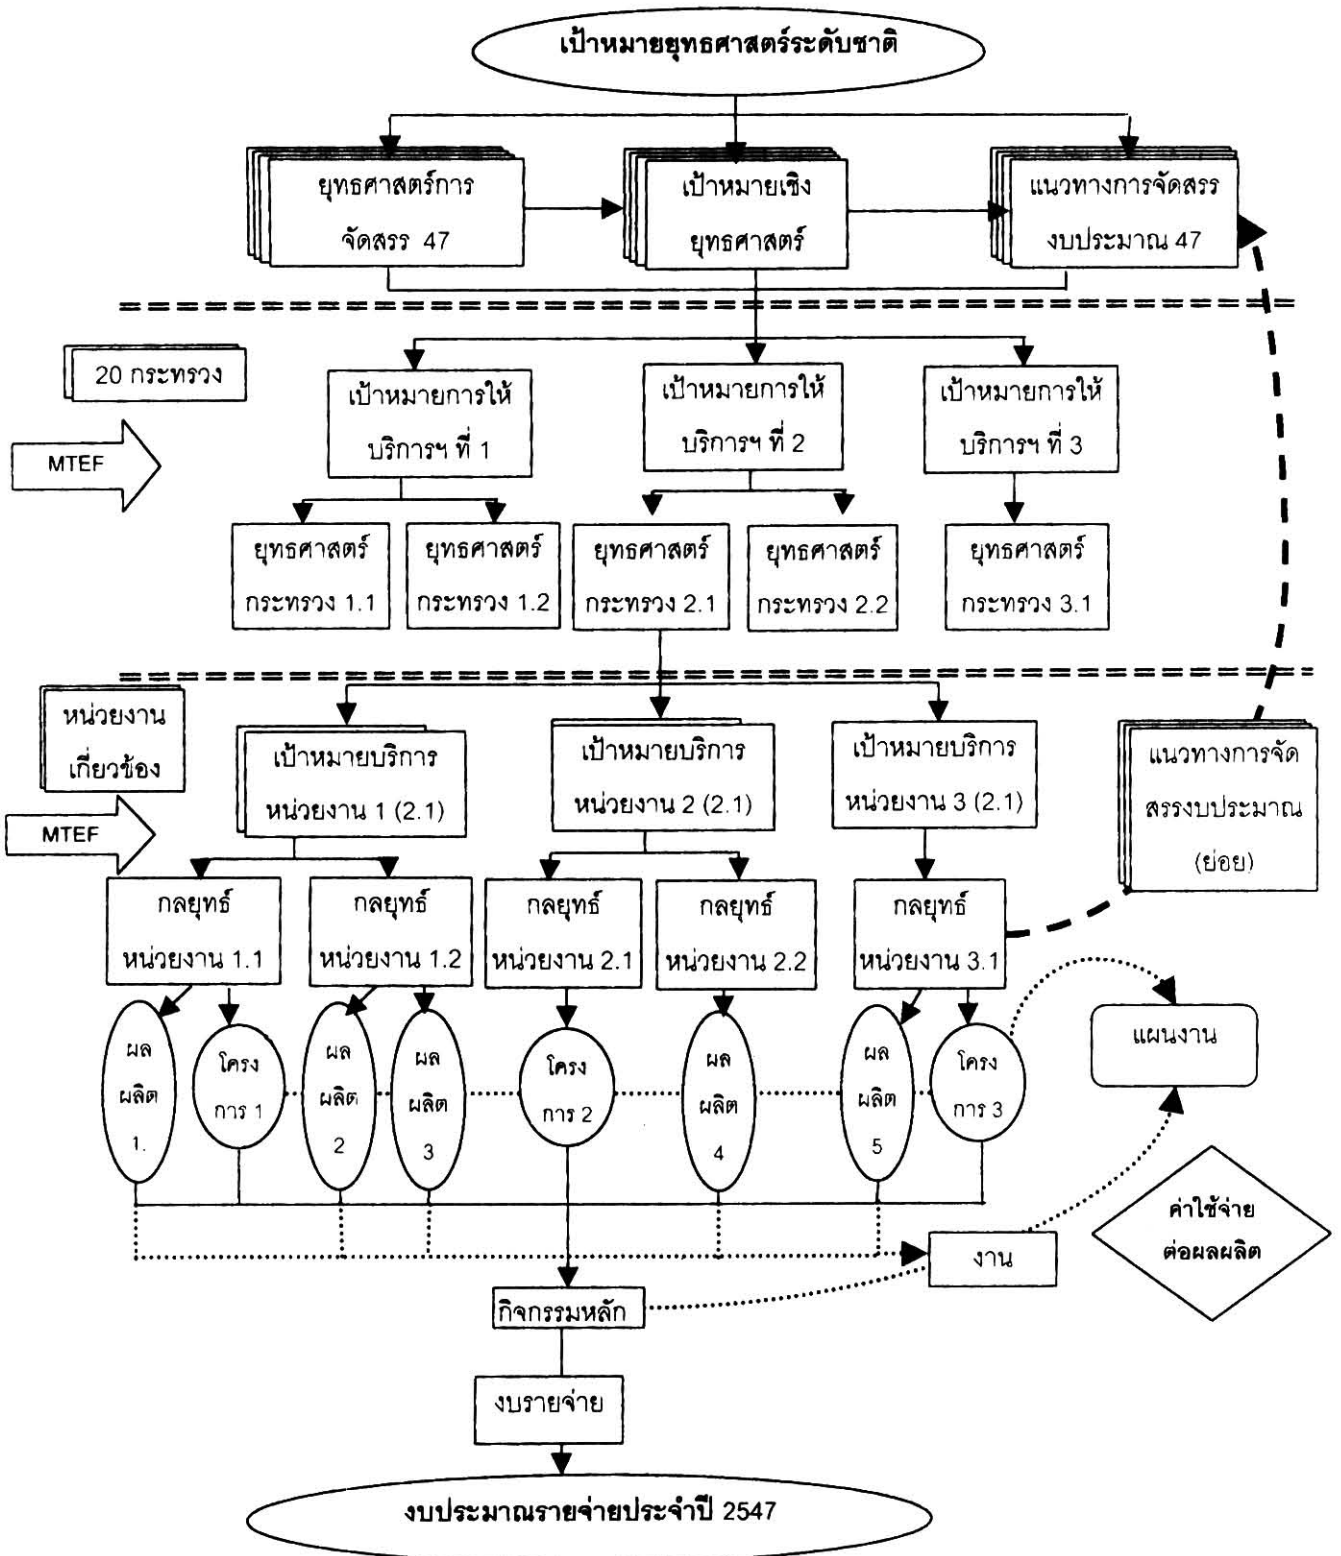 เป้าหมายยุทธศาสตร์ระดับชาติ
ยุทธศาสตร์การ
จัดสรร 47
เป้าหมายเชิง
ยุทธศาสตร์
แนวทางการจัดสรร
งบประมาณ 47
20 กระทรวง
MTEF
เป้าหมายการให้
บริการฯ ที่ 1
เป้าหมายการให้
บริการฯ ที่ 2
เป้าหมายการให้
บริการฯ ที่ 3
ยุทธศาสตร์
กระทรวง 1.1
ยุทธศาสตร์
กระทรวง 1.2
ยุทธศาสตร์
กระทรวง 2.1
ยุทธศาสตร์
กระทรวง 2.2
ยุทธศาสตร์
กระทรวง 3.1
หน่วยงาน
เกี่ยวข้อง
MTEF
เป้าหมายบริการ
หน่วยงาน 1 (2.1)
เป้าหมายบริการ
หน่วยงาน 2 (2.1)
เป้าหมายบริการ
หน่วยงาน 3 (2.1)
แนวทางการจัด
สรรงบประมาณ
(ย่อย)
กลยุทธ์
หน่วยงาน 1.1
กลยุทธ์
หน่วยงาน 1.2
กลยุทธ์
หน่วยงาน 2.1
กลยุทธ์
หน่วยงาน 2.2
กลยุทธ์
หน่วยงาน 3.1
ผล
ผลิต
1.
โครง
การ 1
ผล
ผลิต
2
ผล
ผลิต
3
โครง
การ 2
ผล
ผลิต
4
ผล
ผลิต
5
โครง
การ 3
แผนงาน
ค่าใช้จ่าย
ต่อผลผลิต
งาน
กิจกรรมหลัก
งบรายจ่าย
งบประมาณรายจ่ายประจำปี 2547